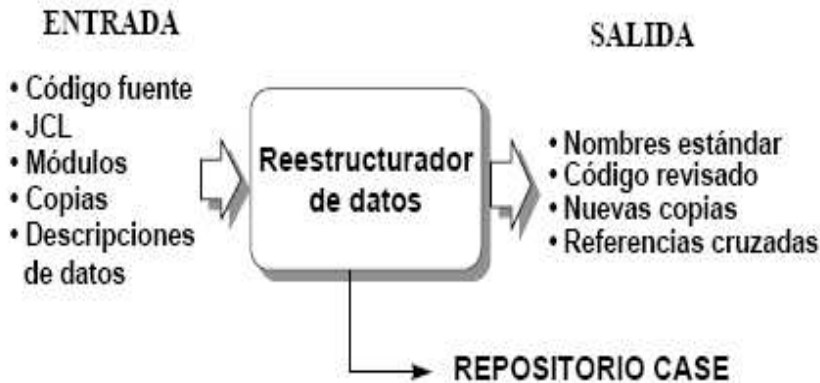 ENTRADA
• Código fuente
• JCL
• Módulos
• Copias
• Descripciones
de datos
Reestructurador
de datos
SALIDA
• Nombres estándar
• Código revisado
• Nuevas copias
• Referencias cruzadas
REPOSITORIO CASE